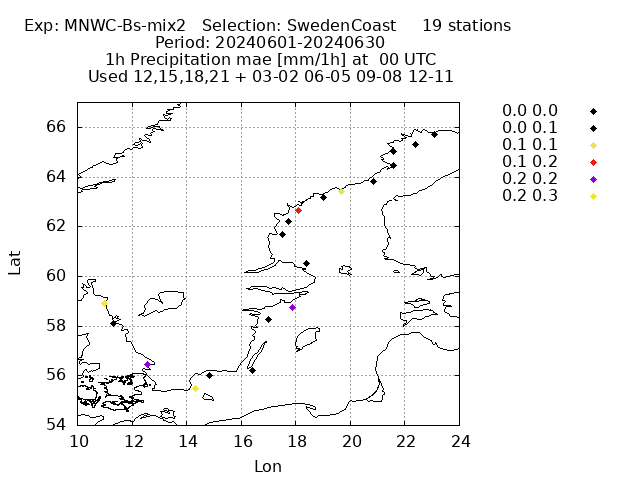 Exp: MNWC-Bs-mix2   Selection: SwedenCoast     19 stations
Period: 20240601-20240630
1h Precipitation mae [mm/1h] at  00 UTC
Used 12,15,18,21 + 03-02 06-05 09-08 12-11
0.0 0.0
0.0 0.1
0.1 0.1
0.1 0.2
0.2 0.2
0.2 0.3
66
64
62
60
58
56
54
Lat
10 12 14 16 18 20 22 24
Lon